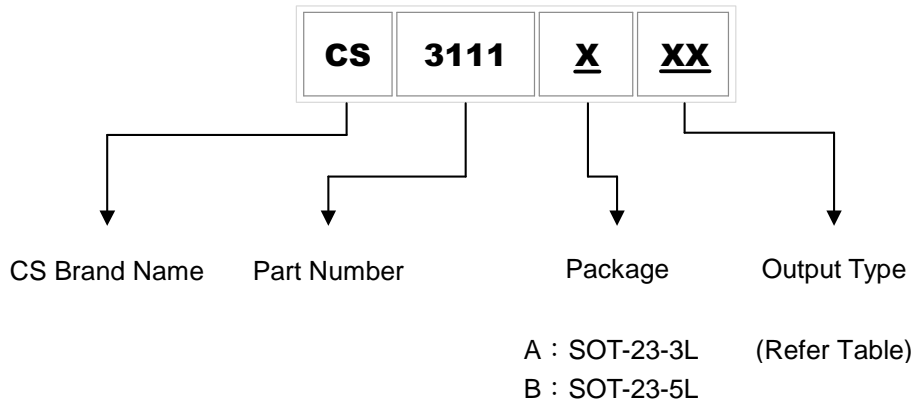 CS 3111 X XX
CS Brand Name Part Number Package Output Type
A：SOT-23-3L (Refer Table)
B：SOT-23-5L